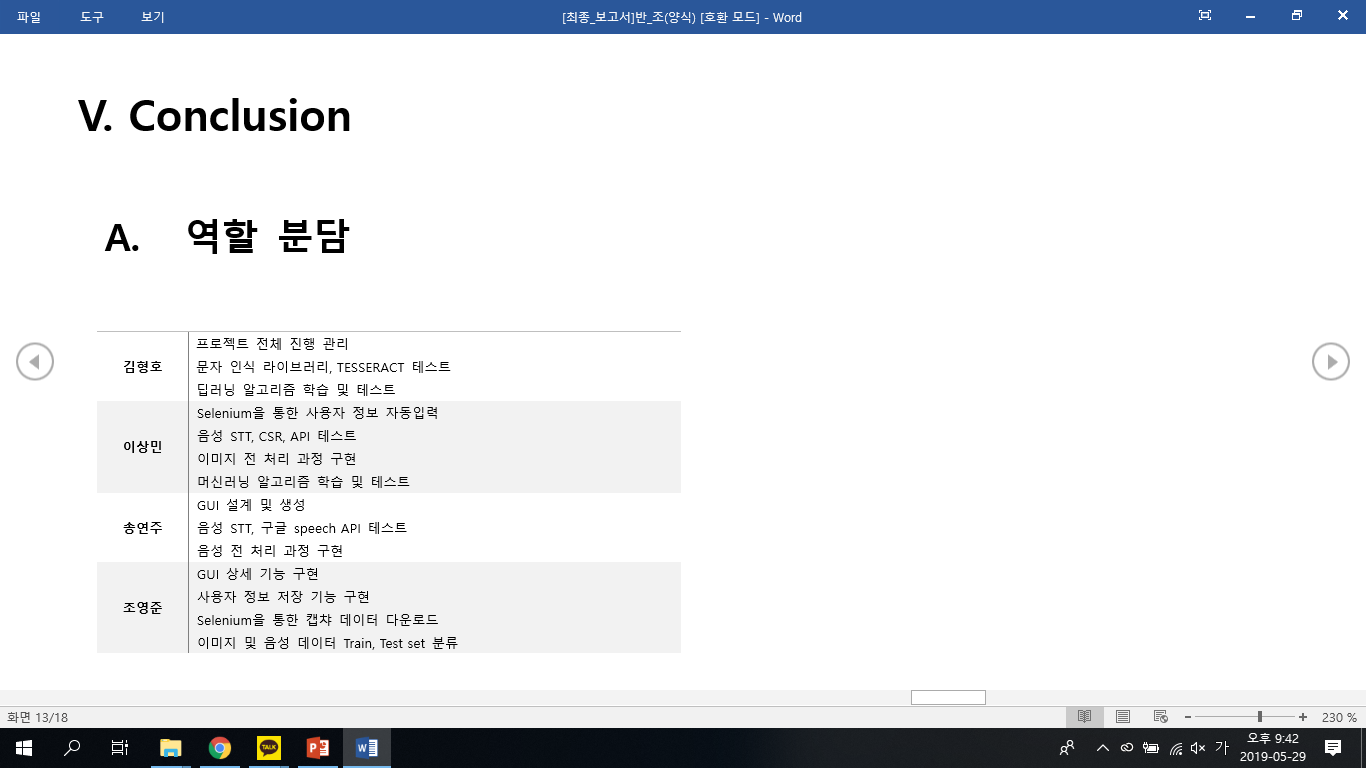 파일 도구 보기 [최종_보고서]반_조(양식) [호환 모드] - Word
V. Conclusion
A. 역할 분담
김형호
프로젝트 전체 진행 관리
문자 인식 라이브러리, TESSERACT 테스트
딥러닝 알고리즘 학습 및 테스트
이상민
Selenium을 통한 사용자 정보 자동입력
음성 STT, CSR, API 테스트
이미지 전 처리 과정 구현
머신러닝 알고리즘 학습 및 테스트
송연주
GUI 설계 및 생성
음성 STT, 구글 speech API 테스트
음성 전 처리 과정 구현
조영준
GUI 상세 기능 구현
사용자 정보 저장 기능 구현
Selenium을 통한 캡챠 데이터 다운로드
이미지 및 음성 데이터 Train, Test set 분류
화면 13/18 230 %
TALK
가
오후 9:42
2019-05-29